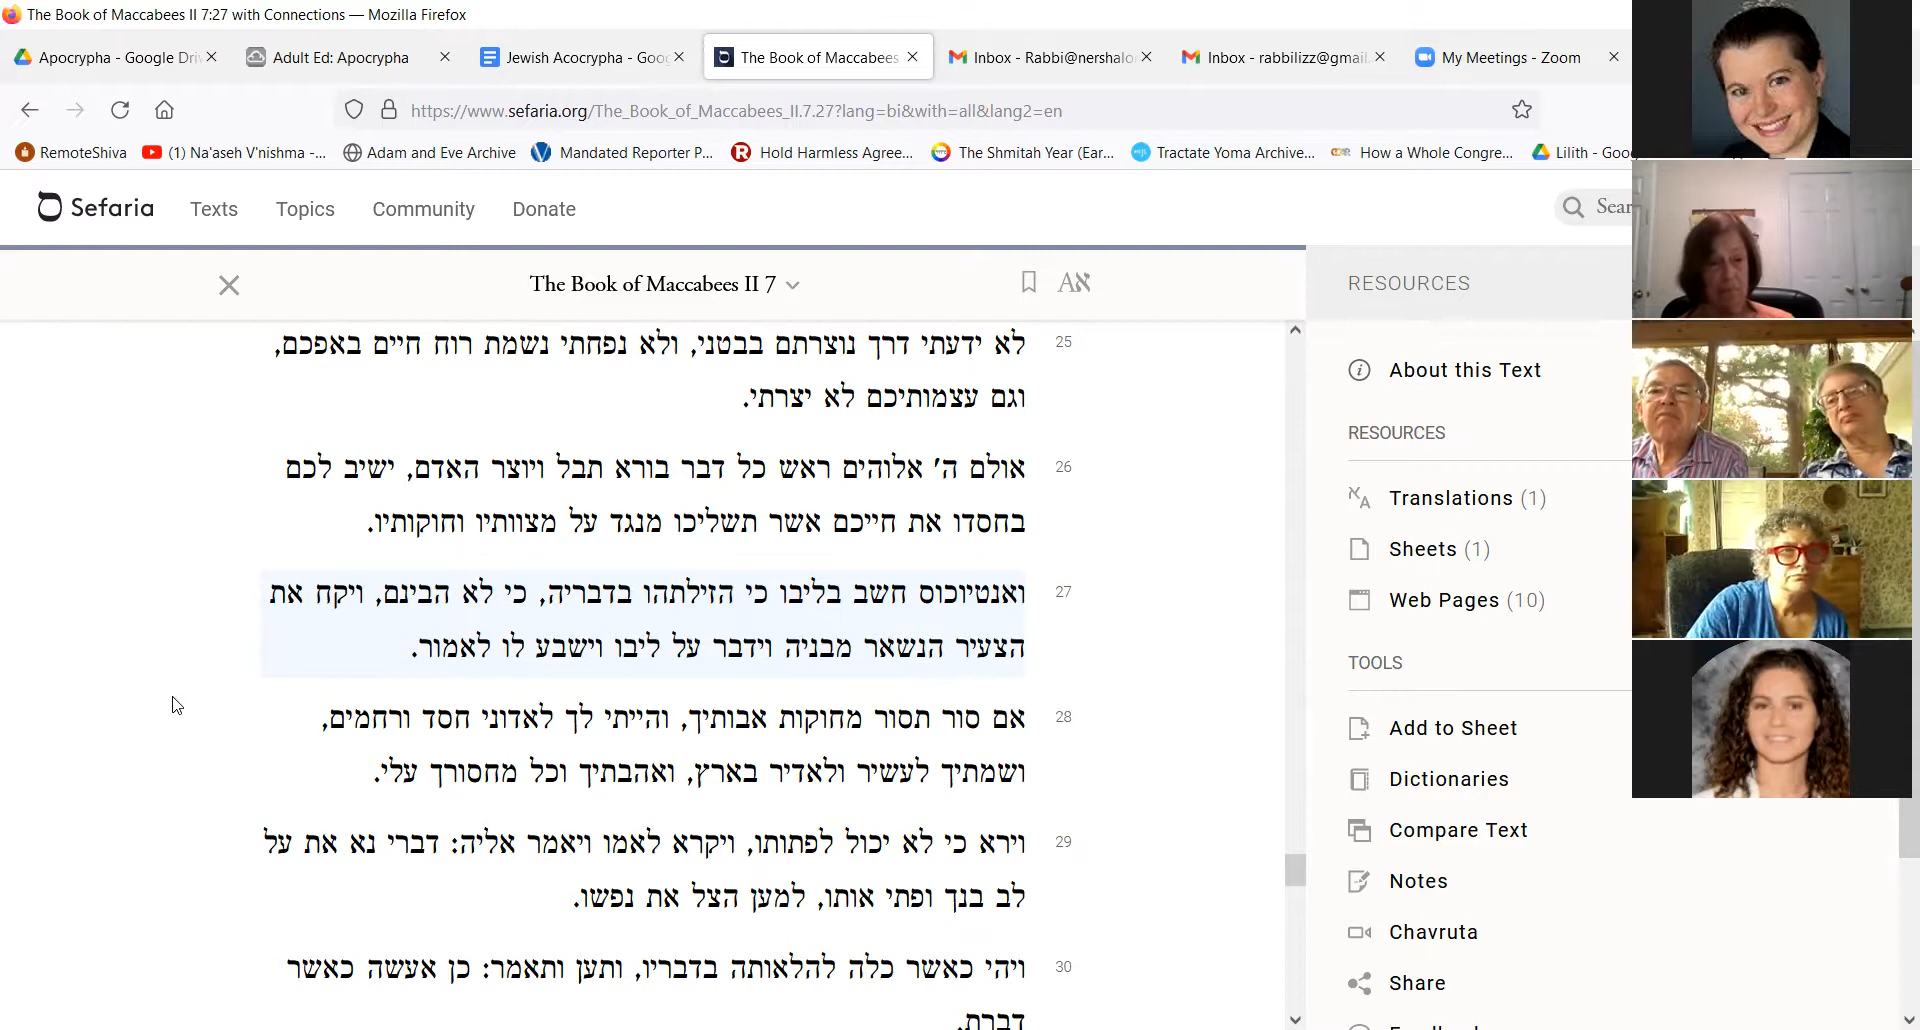 The Book of Maccabees II 7:27 with Connections — Mozilla Firefox
Apocrypha - Google Dri
Adult Ed: Apocrypha
Jewish Acocrypha - Goo
The Book of Maccabees
Inbox - Rabbi@nershalo
Inbox - rabbilizz@gmail.
My Meetings - Zoom
https://www.sefaria.org/The_Book_of_Maccabees_II.7.27?lang=bi&with=all&lang2=en
RemoteShiva
(1) Na'aseh V'nishma -...
Adam and Eve Archive
Mandated Reporter P...
Hold Harmless Agree...
The Shmitah Year (Ear...
Tractate Yoma Archive...
How a Whole Congre...
Lilith - Goo
Sefaria
Texts
Topics
Community
Donate
Sear
The Book of Maccabees II 7
Aא
25
לא ידעתי דרך נוצרתם בבטני, ולא נפחתי נשמת רוח חיים באפכם,
וגם עצמותיכם לא יצרתי.
26
אולם ה' אלוהים ראש כל דבר בורא תבל ויוצר האדם, ישיב לכם
בחסדו את חייכם אשר תשליכו מנגד על מצוותיו וחוקותיו.
27
ואנטיוכוס חשב בליבו כי הזילתהו בדבריה, כי לא הבינם, ויקח את
הצעיר הנשאר מבניה וידבר על ליבו וישבע לו לאמור.
28
אם סור תסור מחוקות אבותיך, והייתי לך לאדוני חסד ורחמים,
ושמתיך לעשיר ולאדיר בארץ, ואהבתיך וכל מחסורך עלי.
29
וירא כי לא יכול לפתותו, ויקרא לאמו ויאמר אליה: דברי נא את על
לב בנך ופתי אותו, למען הצל את נפשו.
30
ויהי כאשר כלה להלאותה בדבריו, ותען ותאמר: כן אעשה כאשר
דברת.
RESOURCES
About this Text
RESOURCES
Translations (1)
Sheets (1)
Web Pages (10)
TOOLS
Add to Sheet
Dictionaries
Compare Text
Notes
Chavruta
Share